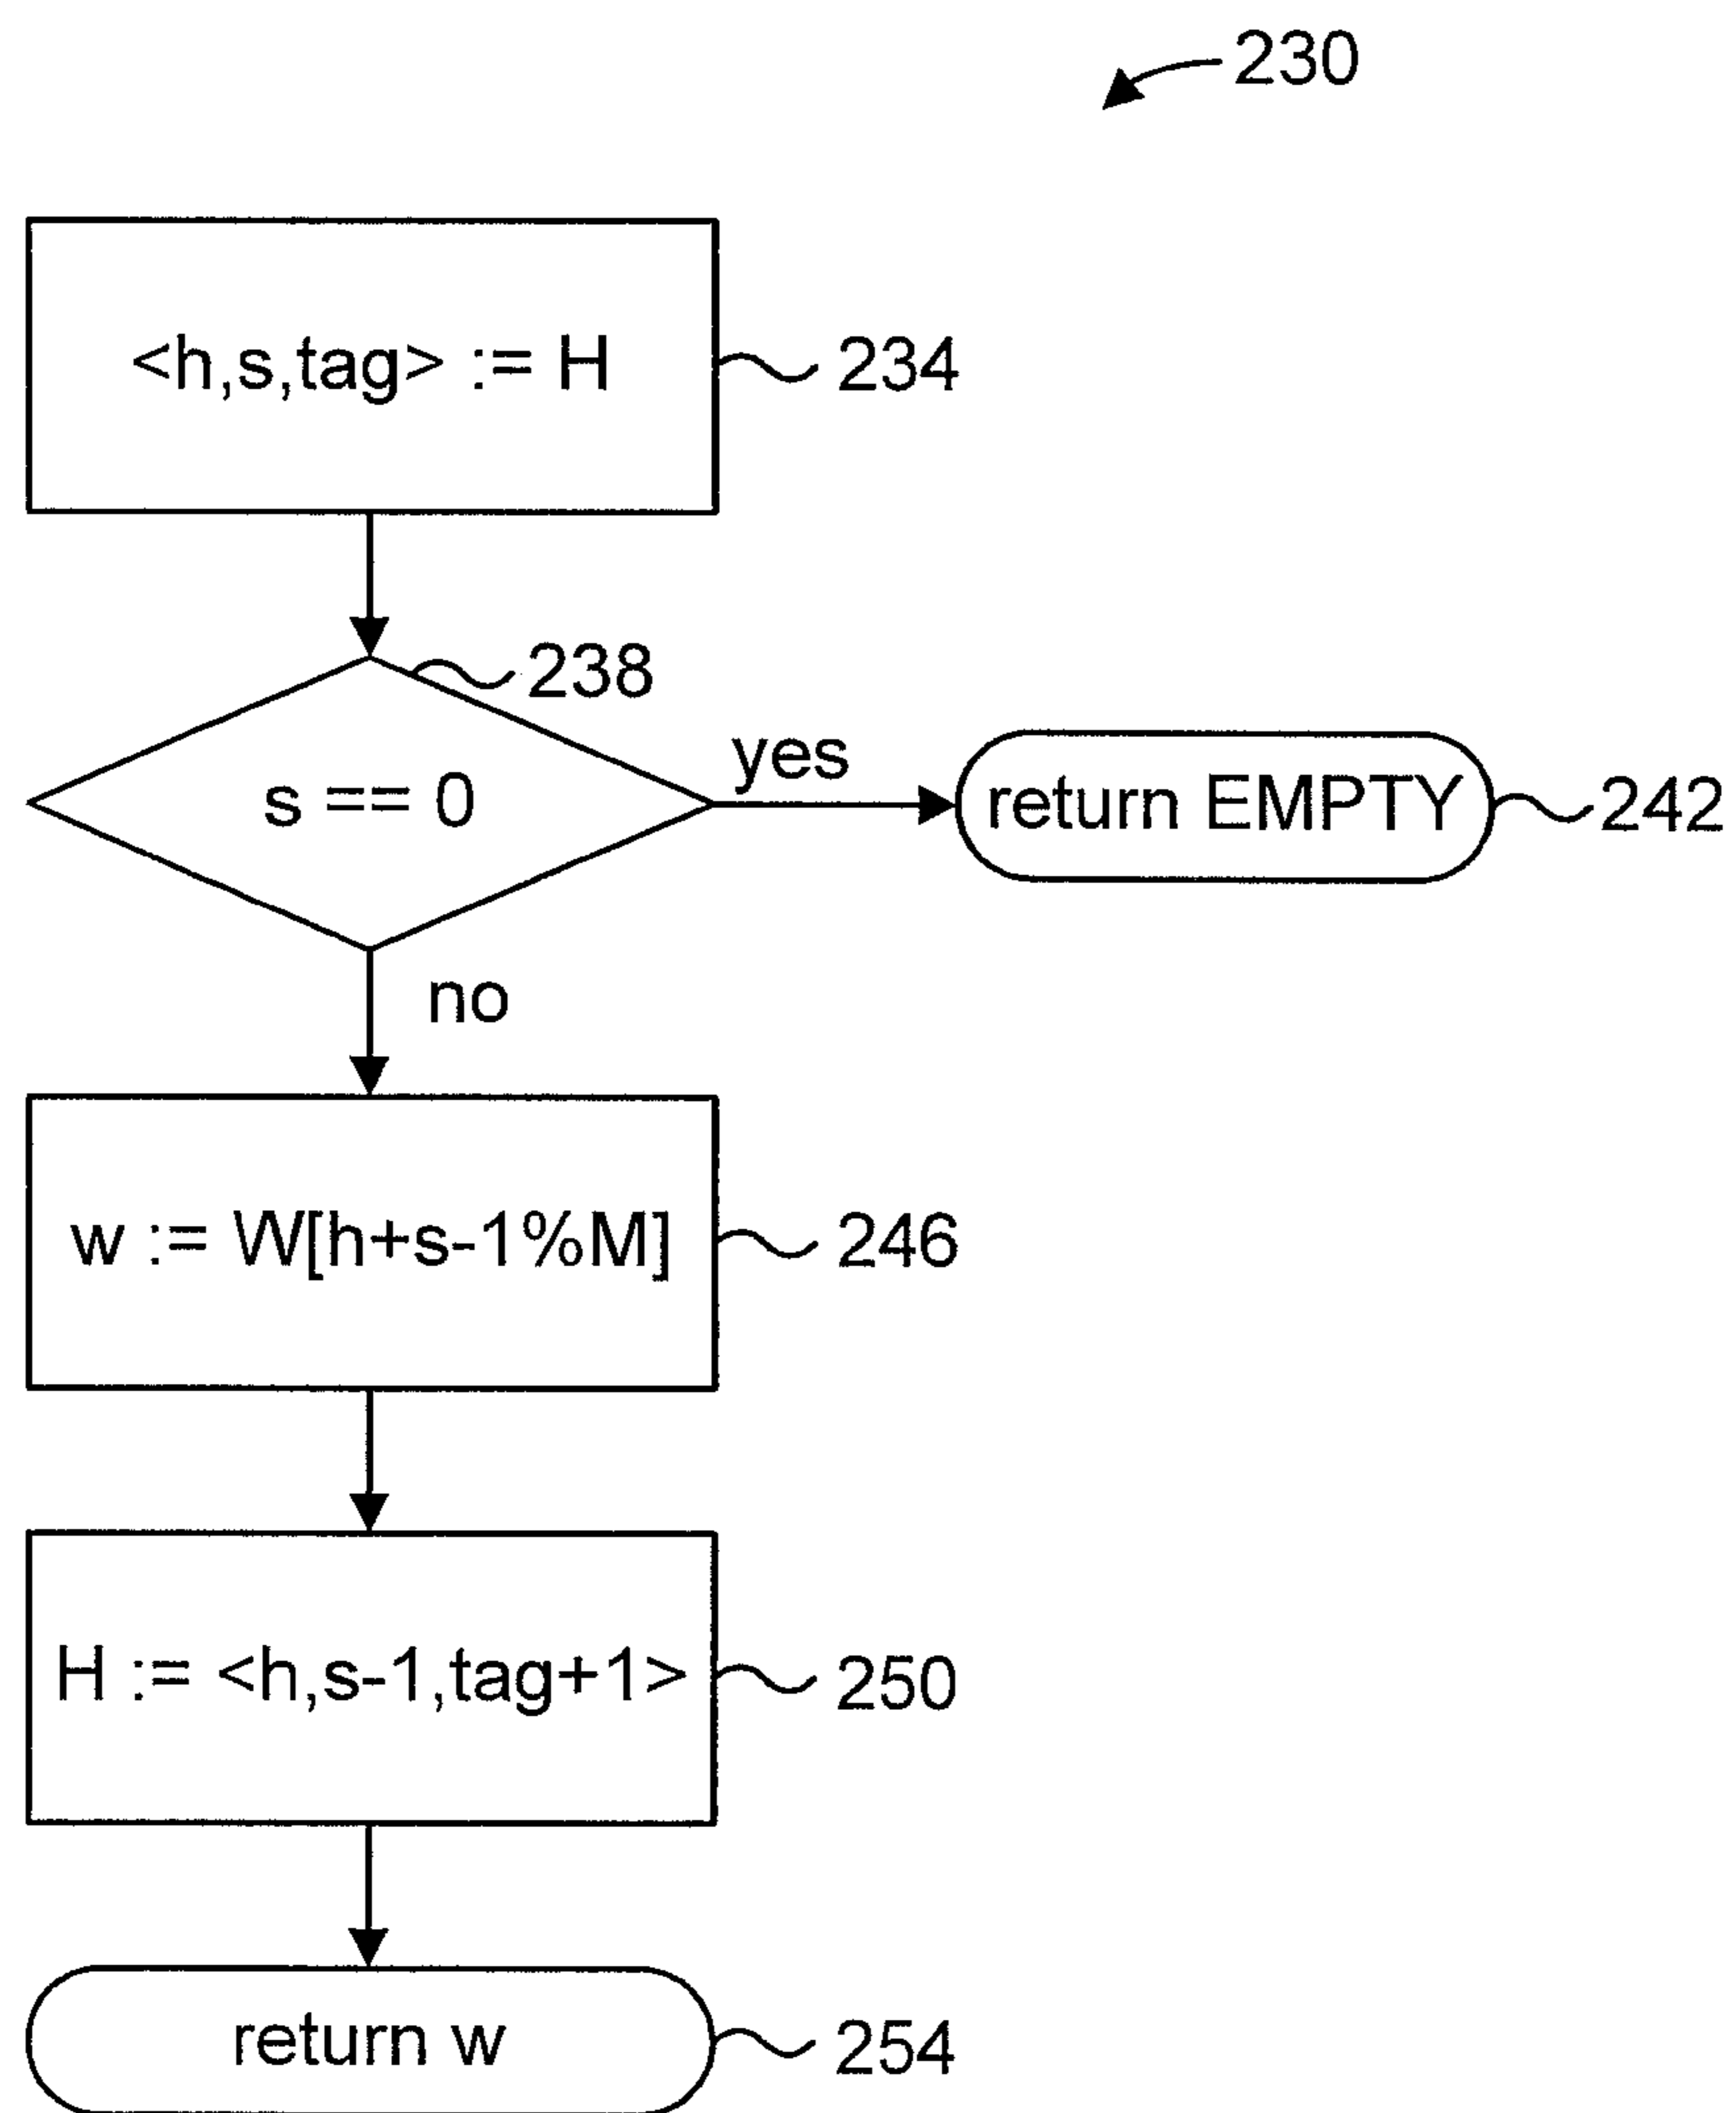 230
<h,s,tag> := H
234
238
s == 0
yes
return EMPTY
242
no
w := W[h+s-1%M]
246
H := <h,s-1,tag+1>
250
return w
254